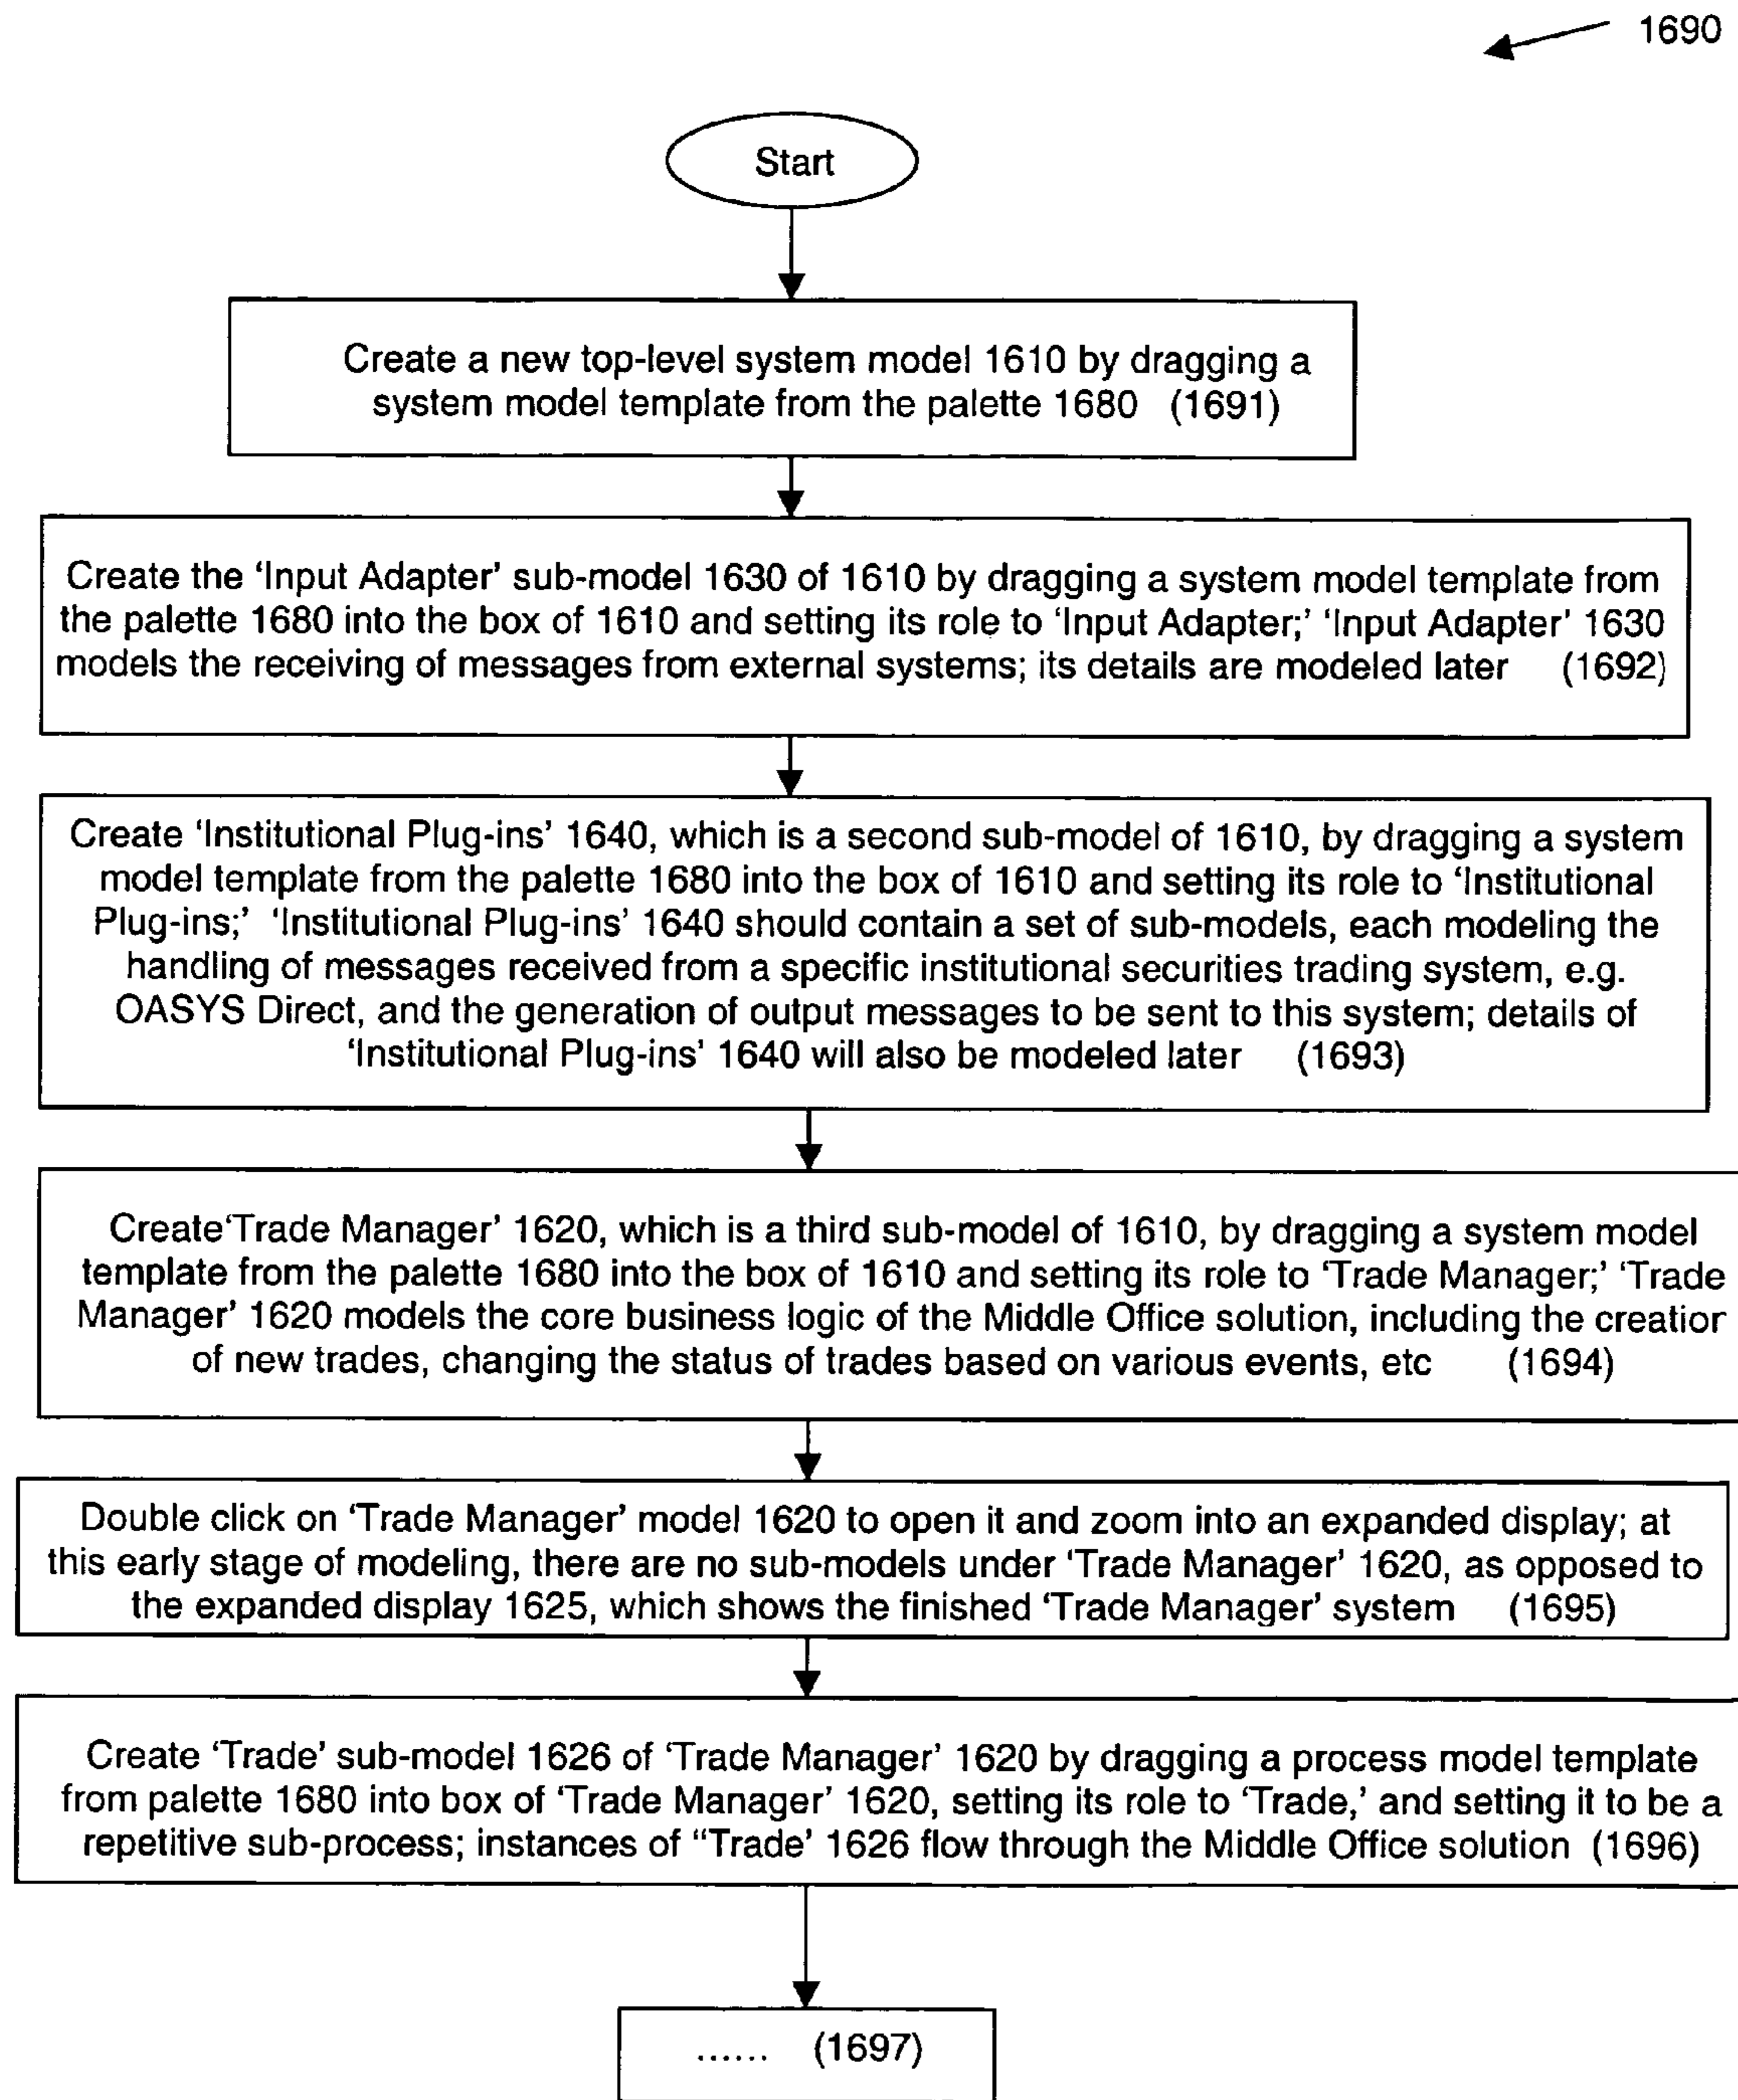 1690
Start
Create a new top-level system model 1610 by dragging a
system model template from the palette 1680 (1691)
Create the ‘Input Adapter’ sub-model 1630 of 1610 by dragging a system model template from
the palette 1680 into the box of 1610 and setting its role to ‘Input Adapter;’ ‘Input Adapter’ 1630
models the receiving of messages from external systems; its details are modeled later (1692)
Create ‘Institutional Plug-ins’ 1640, which is a second sub-model of 1610, by dragging a system
model template from the palette 1680 into the box of 1610 and setting its role to ‘Institutional
Plug-ins;’ ‘Institutional Plug-ins’ 1640 should contain a set of sub-models, each modeling the
handling of messages received from a specific institutional securities trading system, e.g.
OASYS Direct, and the generation of output messages to be sent to this system; details of
‘Institutional Plug-ins’ 1640 will also be modeled later (1693)
Create‘Trade Manager’ 1620, which is a third sub-model of 1610, by dragging a system model
template from the palette 1680 into the box of 1610 and setting its role to ‘Trade Manager;’ ‘Trade
Manager’ 1620 models the core business logic of the Middle Office solution, including the creation
of new trades, changing the status of trades based on various events, etc (1694)
Double click on ‘Trade Manager’ model 1620 to open it and zoom into an expanded display; at
this early stage of modeling, there are no sub-models under ‘Trade Manager’ 1620, as opposed to
the expanded display 1625, which shows the finished ‘Trade Manager’ system (1695)
Create ‘Trade’ sub-model 1626 of ‘Trade Manager’ 1620 by dragging a process model template
from palette 1680 into box of ‘Trade Manager’ 1620, setting its role to ‘Trade,’ and setting it to be a
repetitive sub-process; instances of “Trade’ 1626 flow through the Middle Office solution (1696)
...... (1697)